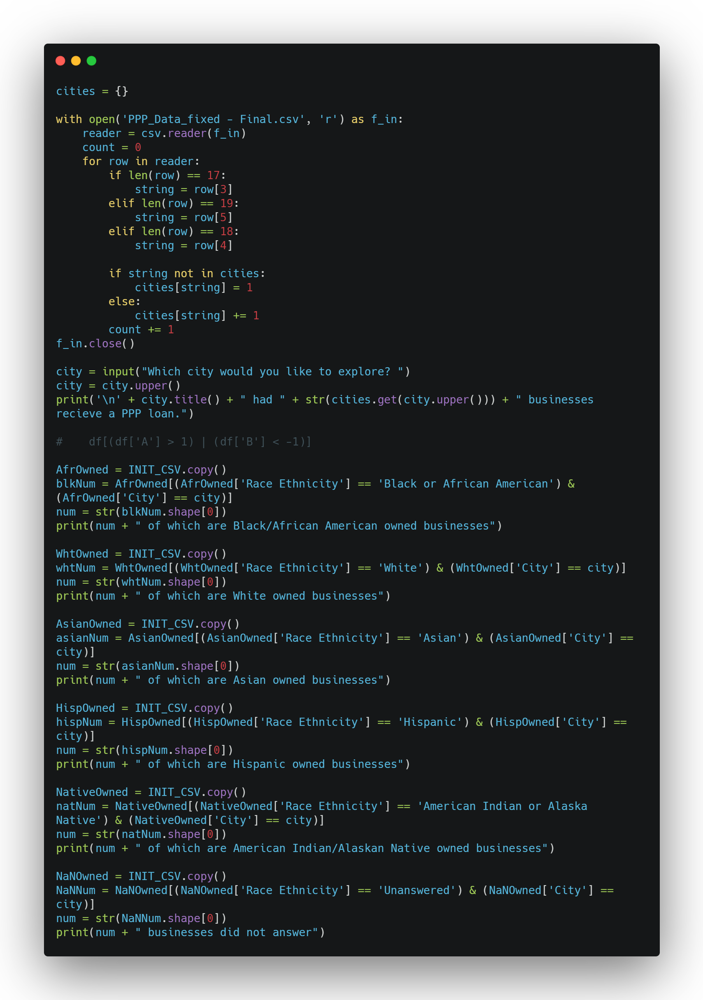 cities = {}

with open('PPP_Data_fixed - Final.csv', 'r') as f_in:
    reader = csv.reader(f_in)
    count = 0
    for row in reader:
        if len(row) == 17:
            string = row[3]
        elif len(row) == 19:
            string = row[5]
        elif len(row) == 18:
            string = row[4]

        if string not in cities:
            cities[string] = 1
        else:
            cities[string] += 1
        count += 1
f_in.close()

city = input("Which city would you like to explore? ")
city = city.upper()
print('\n' + city.title() + " had " + str(cities.get(city.upper())) + " businesses
recieve a PPP loan.")

#    df[(df['A'] > 1) | (df['B'] < -1)]

AfrOwned = INIT_CSV.copy()
blkNum = AfrOwned[(AfrOwned['Race Ethnicity'] == 'Black or African American') &
(AfrOwned['City'] == city)]
num = str(blkNum.shape[0])
print(num + " of which are Black/African American owned businesses")

WhtOwned = INIT_CSV.copy()
whtNum = WhtOwned[(WhtOwned['Race Ethnicity'] == 'White') & (WhtOwned['City'] == city)]
num = str(whtNum.shape[0])
print(num + " of which are White owned businesses")

AsianOwned = INIT_CSV.copy()
asianNum = AsianOwned[(AsianOwned['Race Ethnicity'] == 'Asian') & (AsianOwned['City'] ==
city)]
num = str(asianNum.shape[0])
print(num + " of which are Asian owned businesses")

HispOwned = INIT_CSV.copy()
hispNum = HispOwned[(HispOwned['Race Ethnicity'] == 'Hispanic') & (HispOwned['City'] ==
city)]
num = str(hispNum.shape[0])
print(num + " of which are Hispanic owned businesses")

NativeOwned = INIT_CSV.copy()
natNum = NativeOwned[(NativeOwned['Race Ethnicity'] == 'American Indian or Alaska
Native') & (NativeOwned['City'] == city)]
num = str(natNum.shape[0])
print(num + " of which are American Indian/Alaskan Native owned businesses")

NaNOwned = INIT_CSV.copy()
NaNNum = NaNOwned[(NaNOwned['Race Ethnicity'] == 'Unanswered') & (NaNOwned['City'] ==
city)]
num = str(NaNNum.shape[0])
print(num + " businesses did not answer")